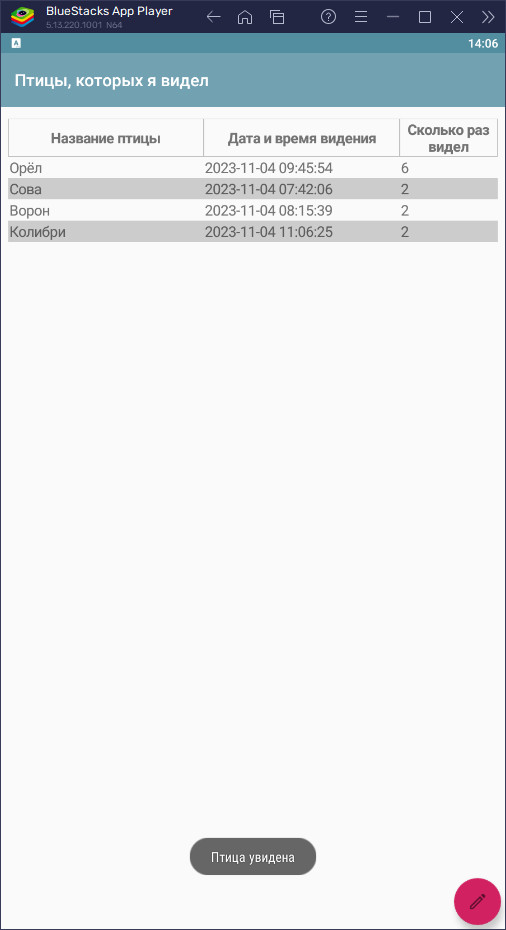 BlueStacks App Player
5.13.220.1001 N64
A
14:06
Птицы, которых я видел
Название птицы
Дата и время видения
Сколько раз
видел
Орёл 2023-11-04 09:45:54 6
Сова 2023-11-04 07:42:06 2
Ворон 2023-11-04 08:15:39 2
Колибри 2023-11-04 11:06:25 2
Птица увидена